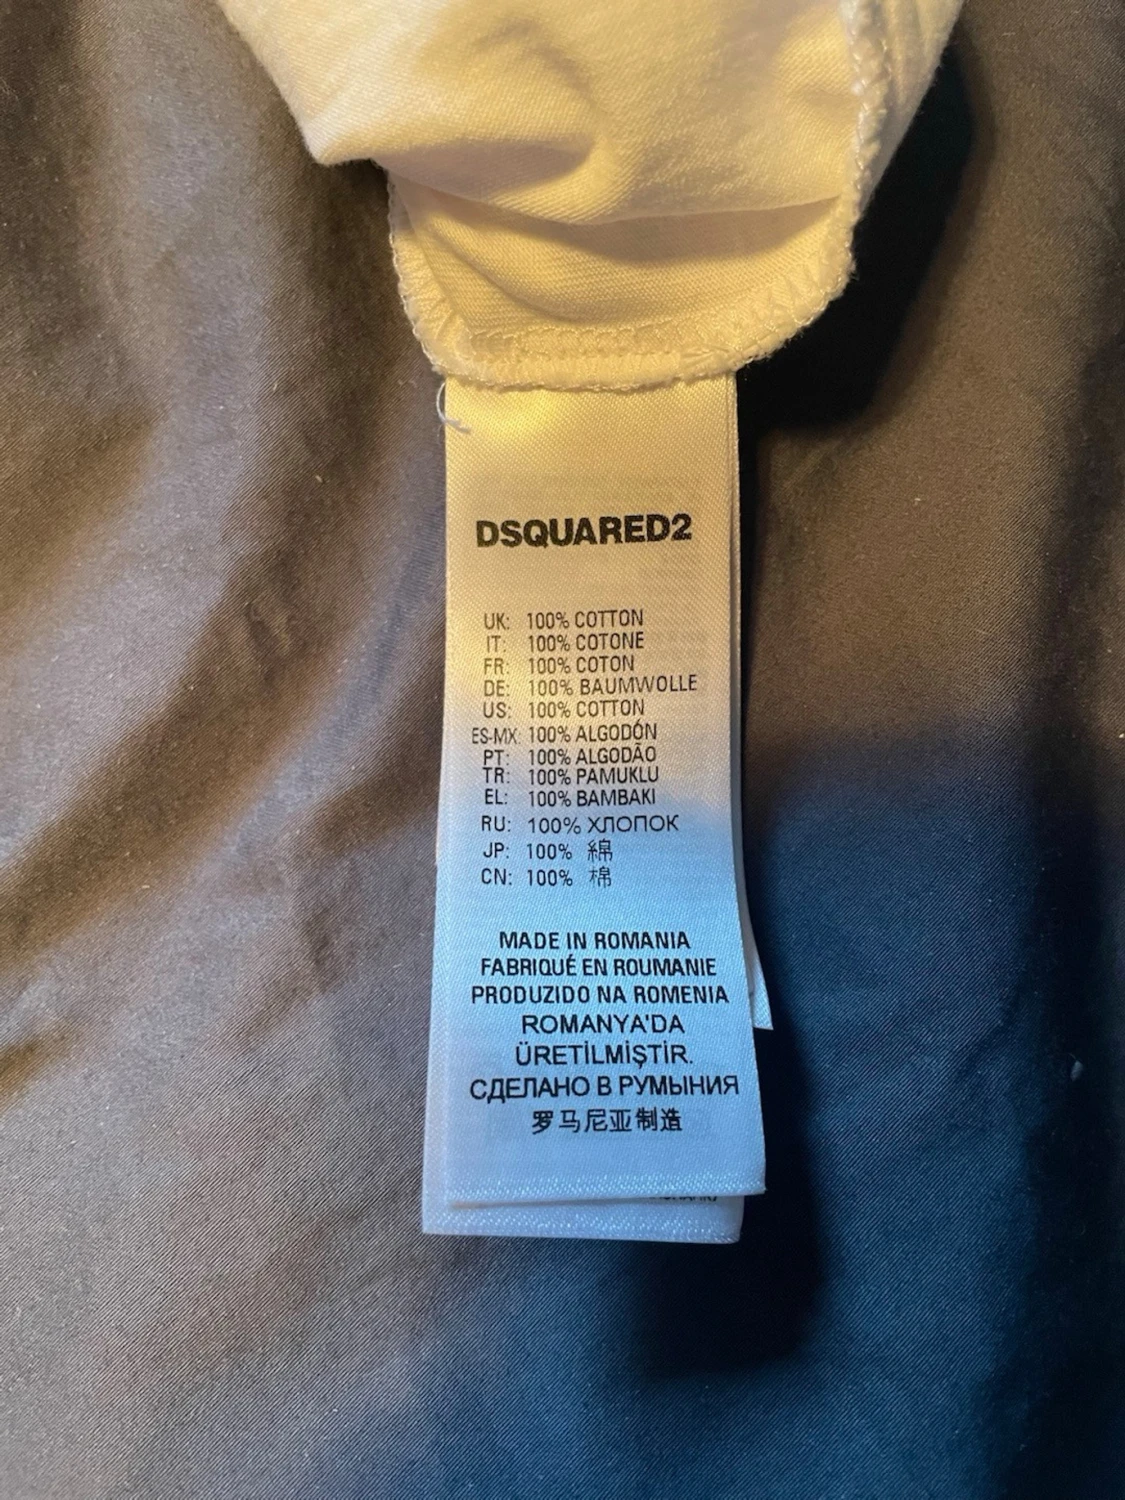 DSQUARED2
UK: 100% COTTON
IT: 100% COTONE
FR: 100% COTON
DE: 100% BAUMWOLLE
US: 100% COTTON
ES-MX: 100% ALGODÓN
PT: 100% ALGODÃO
TR: 100% PAMUKLU
EL: 100% BAMBAKI
RU: 100% ХЛОПОК
JP: 100% 綿
CN: 100% 棉
MADE IN ROMANIA
FABRIQUÉ EN ROUMANIE
PRODUZIDO NA ROMENIA
ROMANYA'DA
ÜRETİLMİŞTİR.
СДЕЛАНО В РУМЫНИЯ
罗马尼亚制造